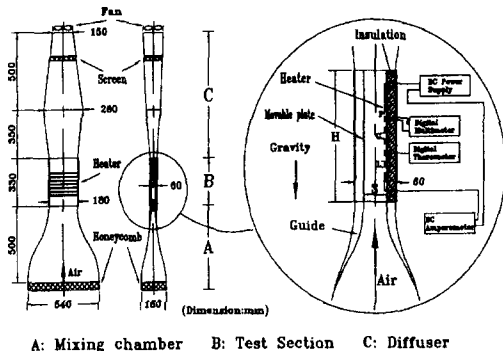 Fan
150
500
Screen
C
260
350
Heater
330
60
B
180
500
A
Honeycomb
Air
540
160
(Dimension:mm)
Insulation
Heater
DC Power
Supply
Movable plate
Digital
Multimeter
H
Gravity
Digital
Thermometer
60
Guide
DC
Amperometer
Air
A: Mixing chamber B: Test Section C: Diffuser